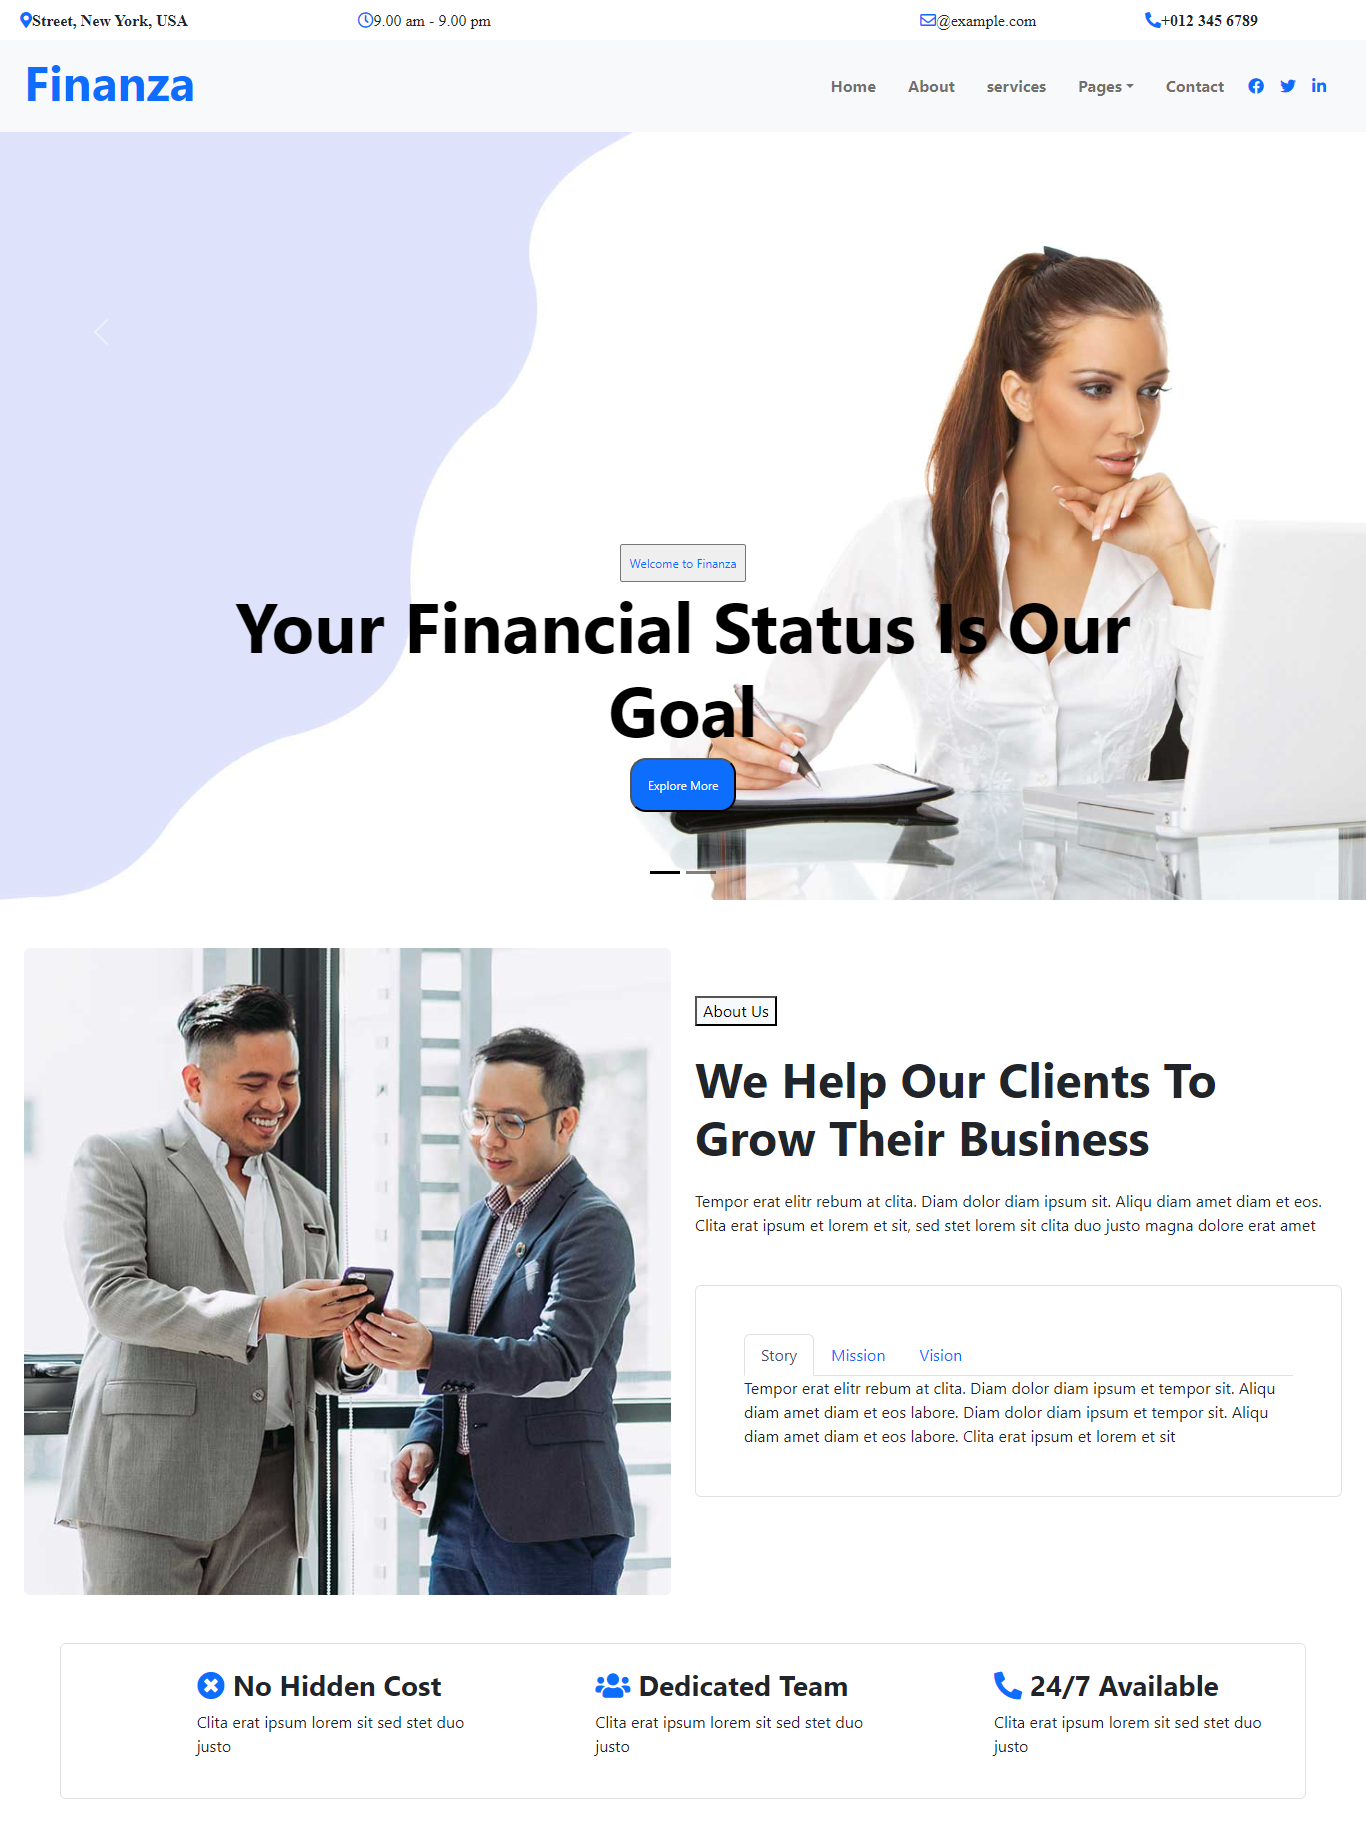 Street, New York, USA 9.00 am - 9.00 pm @example.com +012 345 6789
Finanza Home About services Pages Contact
Welcome to Finanza
Your Financial Status Is Our
Goal
Explore More
About Us
We Help Our Clients To
Grow Their Business
Tempor erat elitr rebum at clita. Diam dolor diam ipsum sit. Aliqu diam amet diam et eos.
Clita erat ipsum et lorem et sit, sed stet lorem sit clita duo justo magna dolore erat amet
Story Mission Vision
Tempor erat elitr rebum at clita. Diam dolor diam ipsum et tempor sit. Aliqu
diam amet diam et eos labore. Diam dolor diam ipsum et tempor sit. Aliqu
diam amet diam et eos labore. Clita erat ipsum et lorem et sit
No Hidden Cost
Clita erat ipsum lorem sit sed stet duo
justo
Dedicated Team
Clita erat ipsum lorem sit sed stet duo
justo
24/7 Available
Clita erat ipsum lorem sit sed stet duo
justo